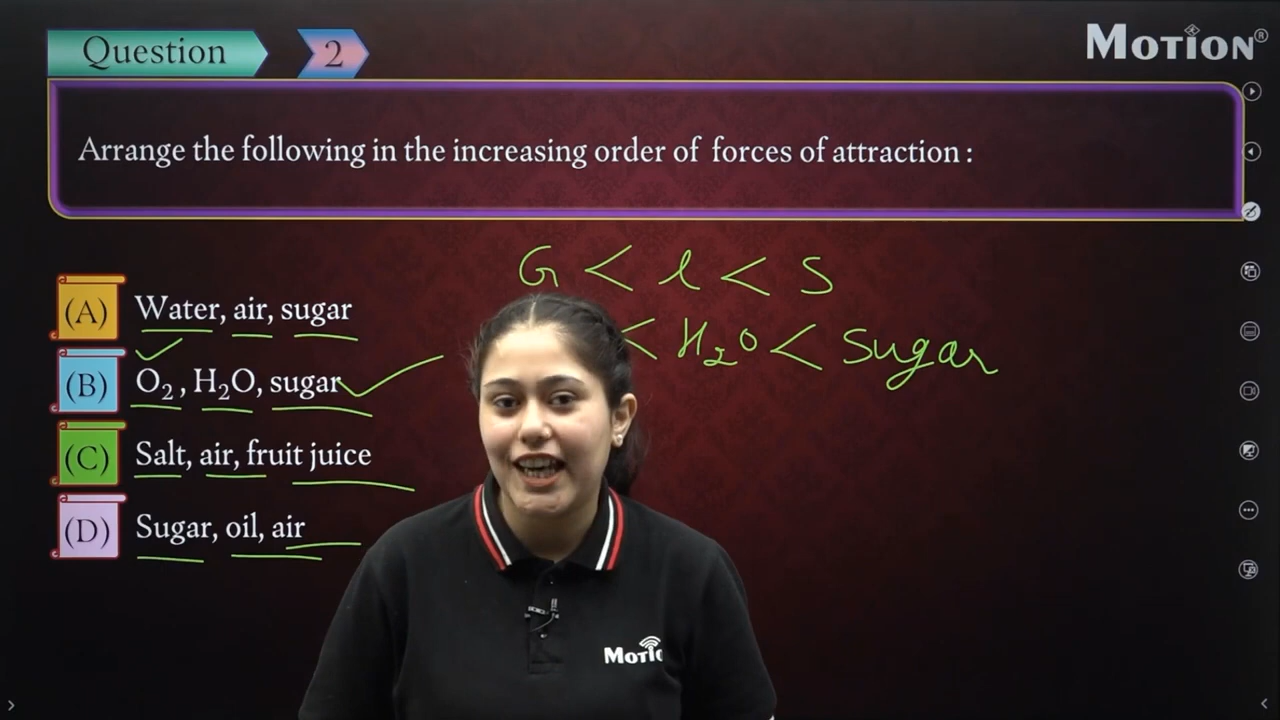 Question 2
MOTION®
Arrange the following in the increasing order of forces of attraction :
G < l < S
(A) Water, air, sugar
< H₂O < Sugar
(B) O₂, H₂O, sugar
(C) Salt, air, fruit juice
(D) Sugar, oil, air
MOTIO